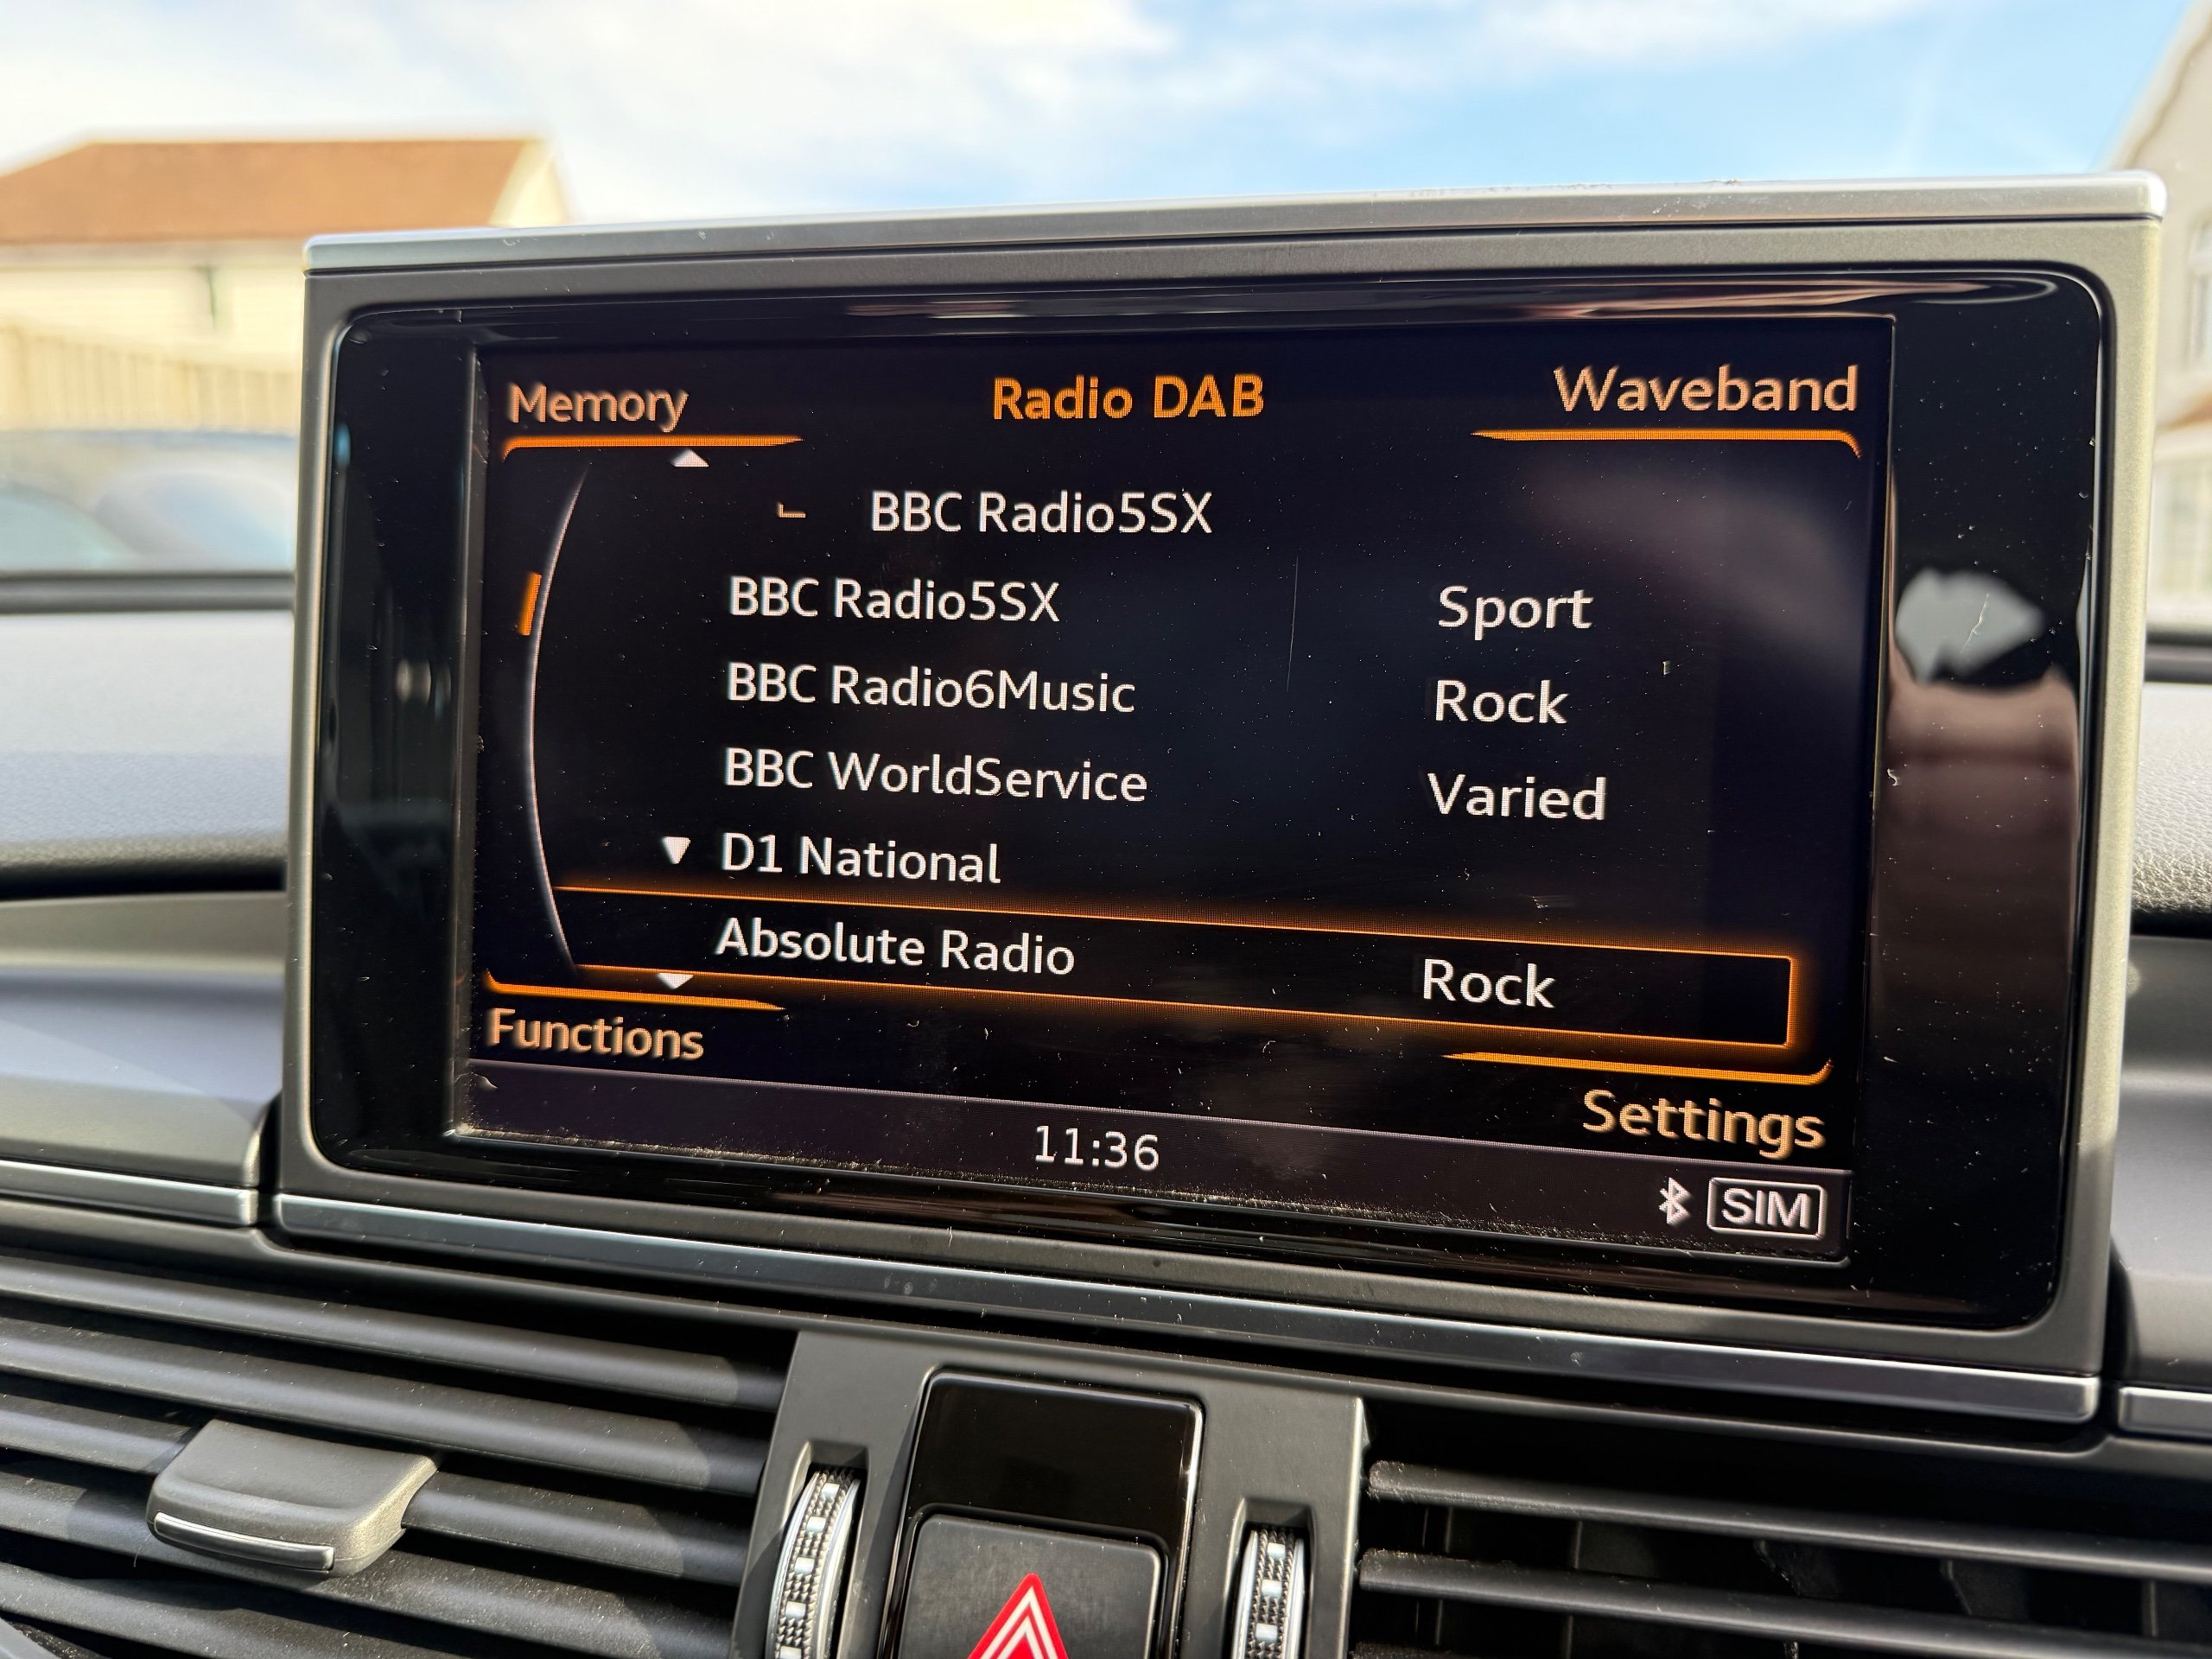 Memory Radio DAB Waveband
BBC Radio5SX
BBC Radio5SX Sport
BBC Radio6Music Rock
BBC WorldService Varied
D1 National
Absolute Radio Rock
Functions
Settings
11:36
SIM